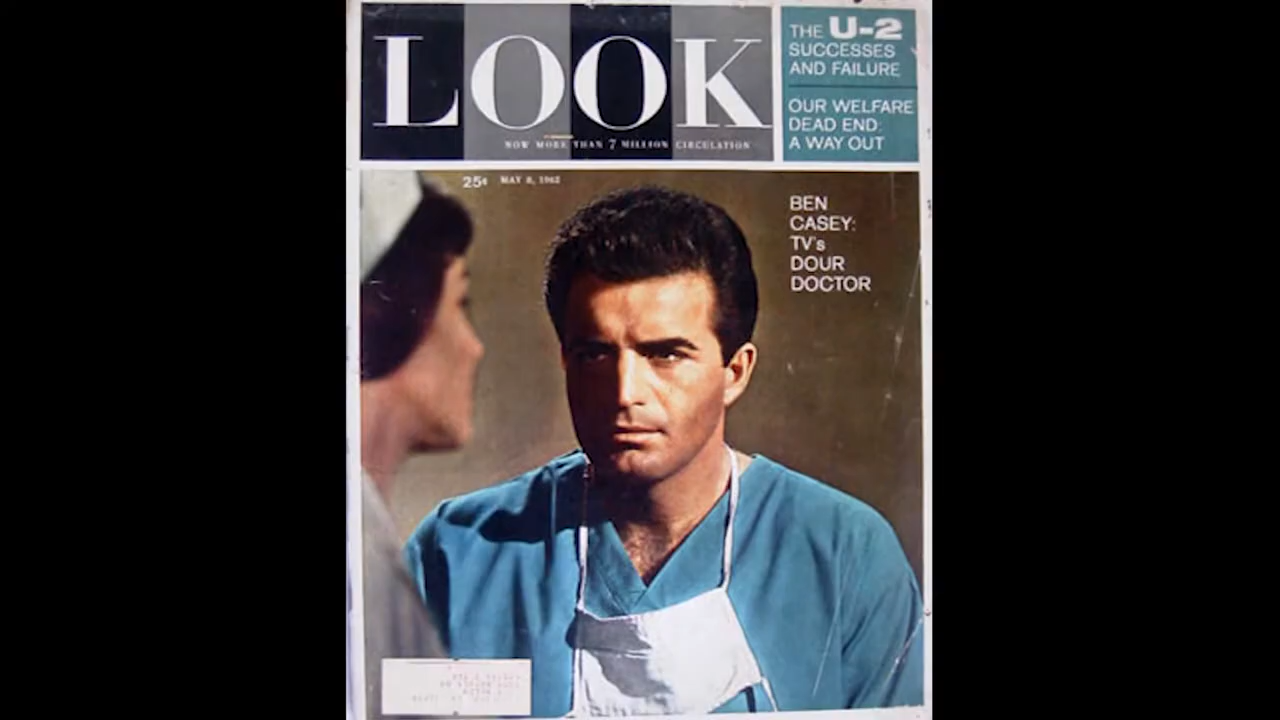 LOOK
NOW MORE THAN 7 MILLION CIRCULATION
THE U-2
SUCCESSES
AND FAILURE
OUR WELFARE
DEAD END:
A WAY OUT
25¢ MAY 8, 1962
BEN
CASEY:
TV's
DOUR
DOCTOR